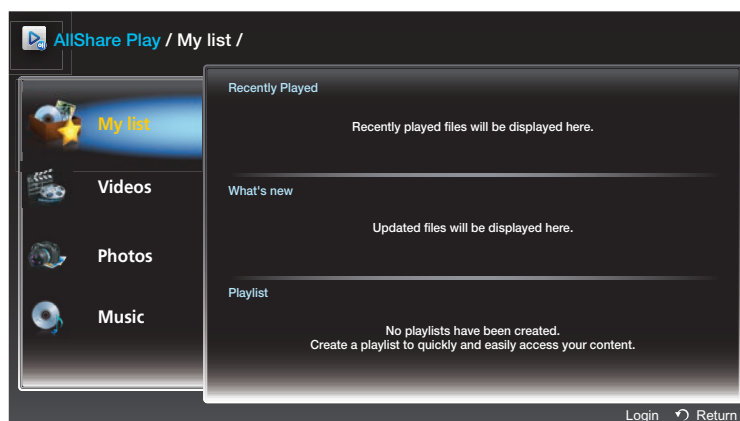 AllShare Play / My list /
My list
Videos
Photos
Music
Recently Played
Recently played files will be displayed here.
What's new
Updated files will be displayed here.
Playlist
No playlists have been created.
Create a playlist to quickly and easily access your content.
Login Return